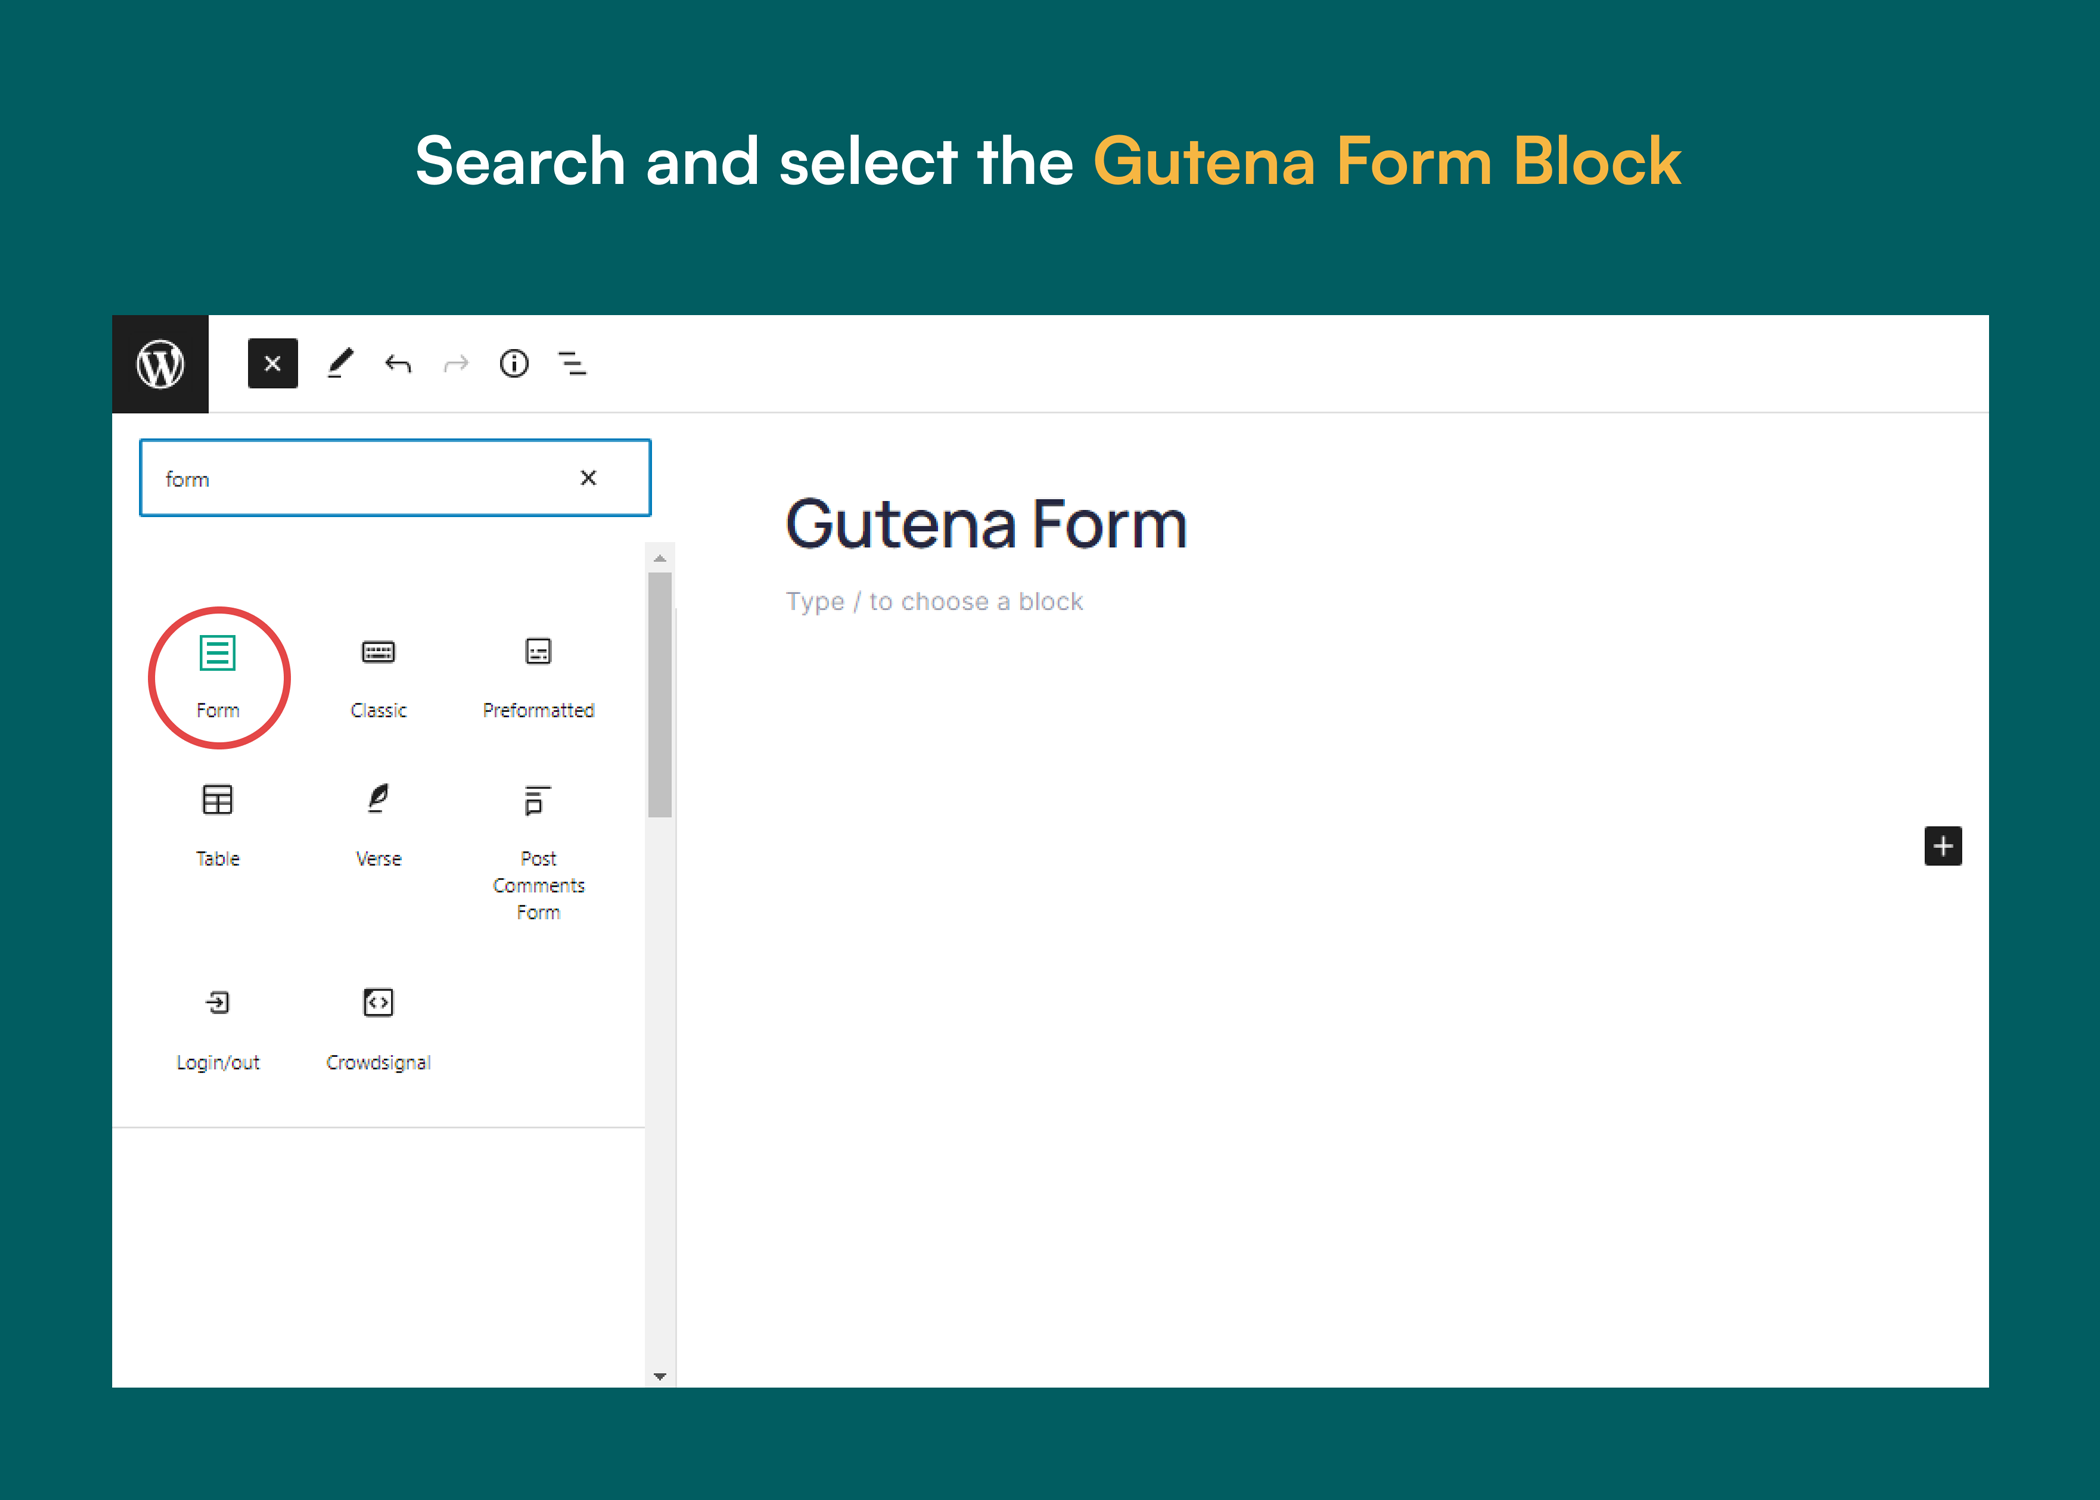 Search and select the Gutena Form Block
form
Gutena Form
Type / to choose a block
Form
Classic
Preformatted
Table
Verse
Post
Comments
Form
Login/out
Crowdsignal